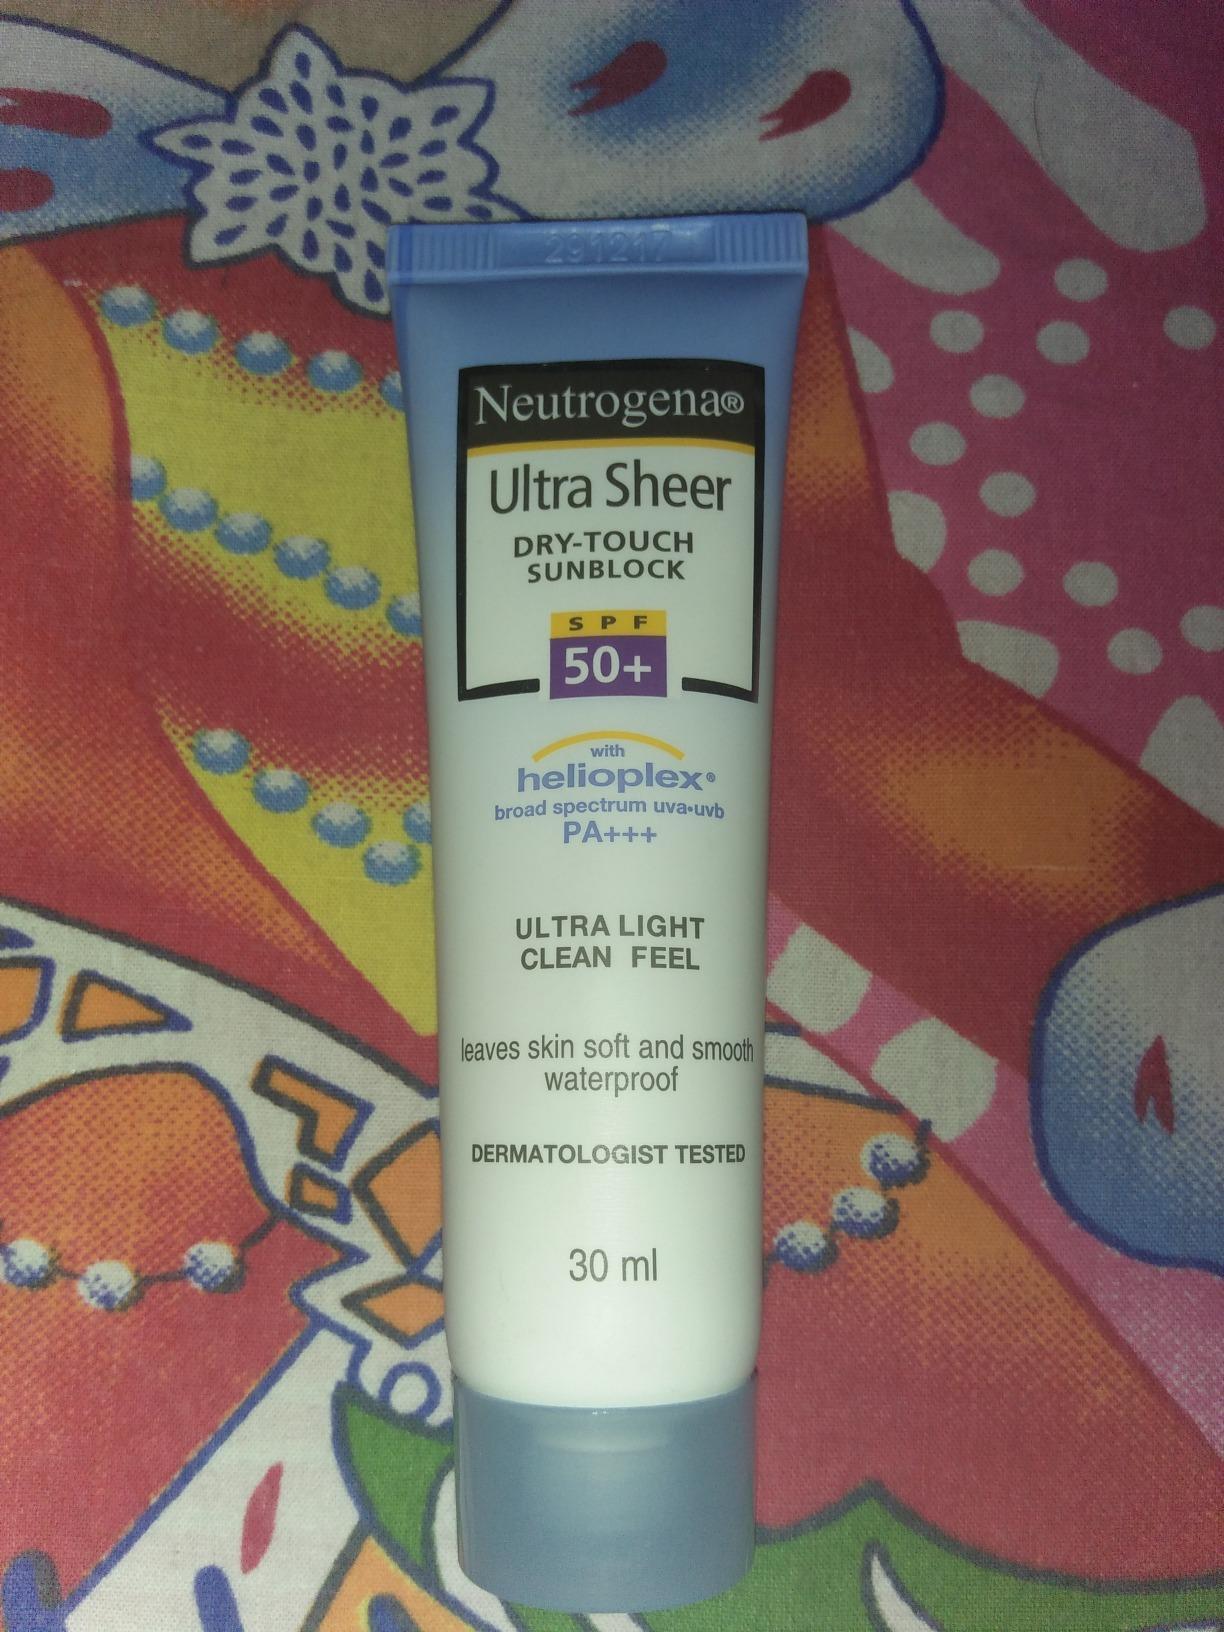 291217
Neutrogena®
Ultra Sheer
DRY-TOUCH
SUNBLOCK
SPF
50+
with
helioplex®
broad spectrum uva•uvb
PA+++
ULTRA LIGHT
CLEAN FEEL
leaves skin soft and smooth
waterproof
DERMATOLOGIST TESTED
30 ml